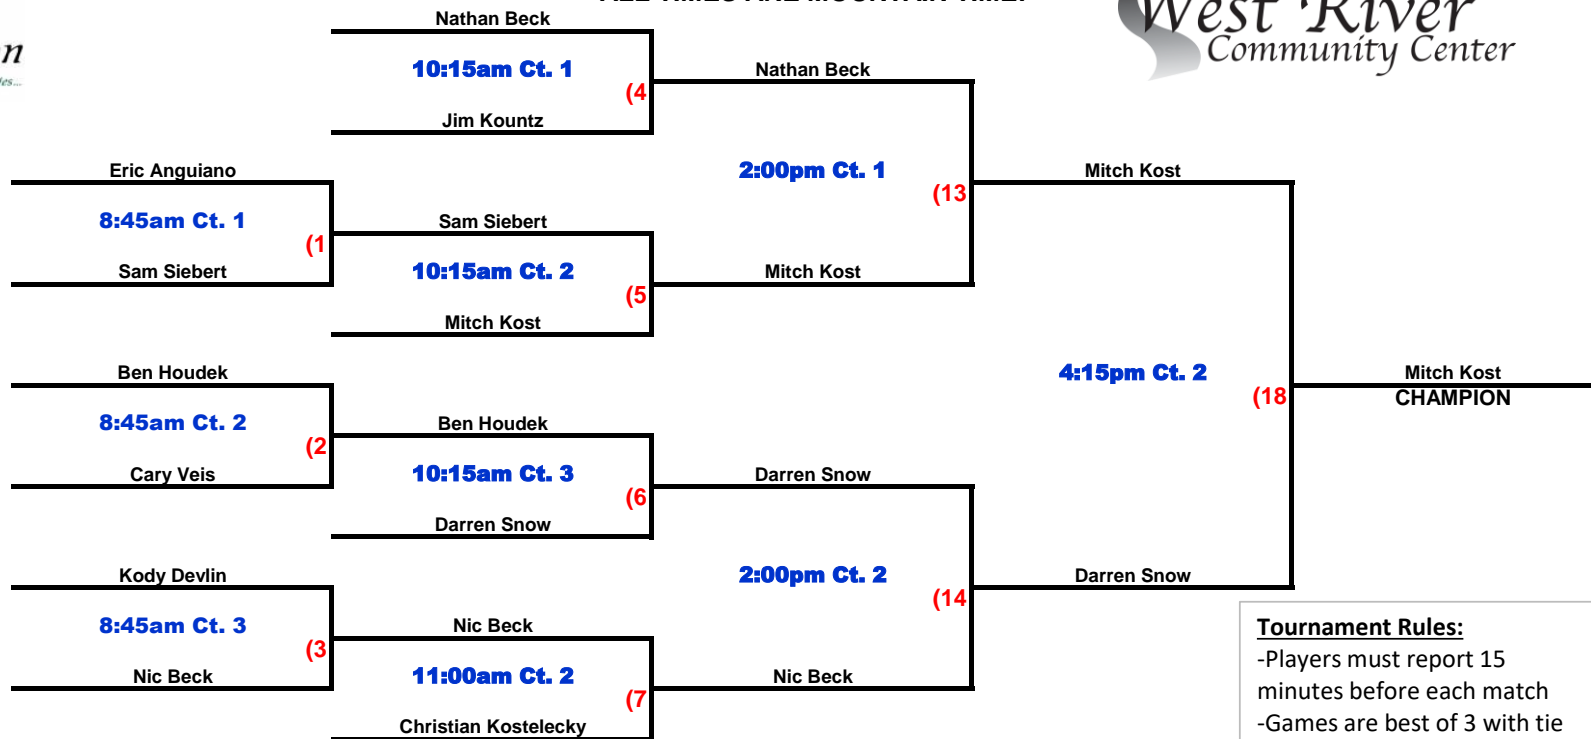 Nathan Beck
West River
Community Center
10:15am Ct. 1
(4
Nathan Beck
Jim Kountz
Eric Anguiano
2:00pm Ct. 1
Mitch Kost
(13
8:45am Ct. 1
(1
Sam Siebert
Sam Siebert
10:15am Ct. 2
(5
Mitch Kost
Mitch Kost
Ben Houdek
4:15pm Ct. 2
(18
Mitch Kost
CHAMPION
8:45am Ct. 2
(2
Ben Houdek
Cary Veis
10:15am Ct. 3
(6
Darren Snow
Darren Snow
Kody Devlin
2:00pm Ct. 2
(14
Darren Snow
8:45am Ct. 3
(3
Nic Beck
Nic Beck
11:00am Ct. 2
(7
Nic Beck
Christian Kostelecky
Tournament Rules:
-Players must report 15
minutes before each match
-Games are best of 3 with tie